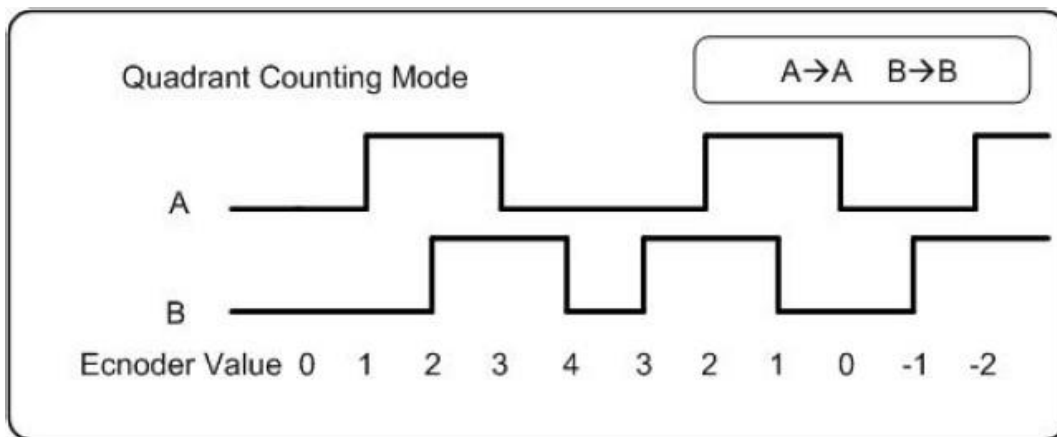 Quadrant Counting Mode
A→A B→B
A
B
Ecnoder Value 0 1 2 3 4 3 2 1 0 -1 -2